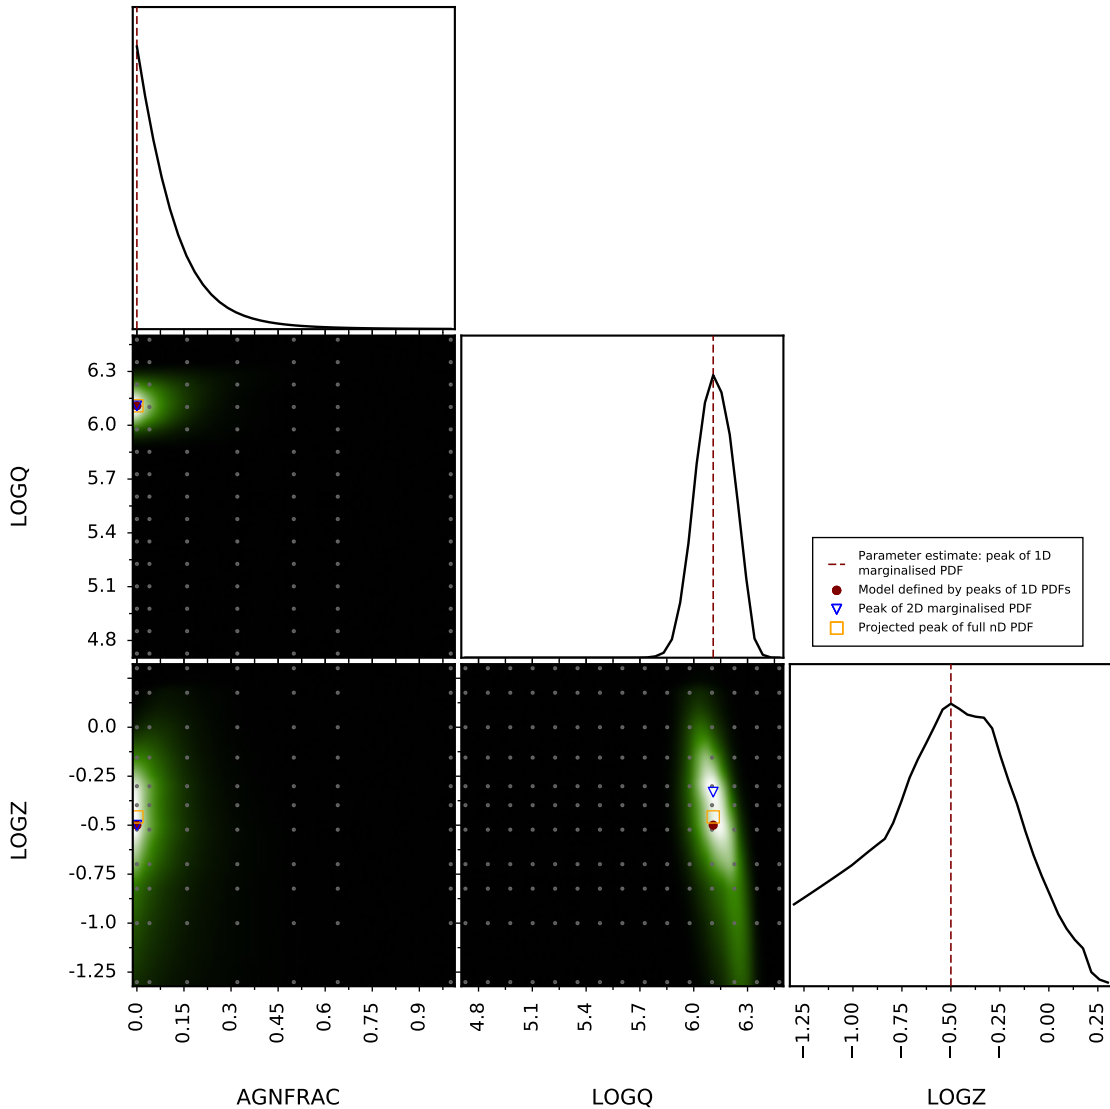 6.3
6.0
5.7
5.4
5.1
4.8
LOGQ
Parameter estimate: peak of 1D
marginalised PDF
Model defined by peaks of 1D PDFs
Peak of 2D marginalised PDF
Projected peak of full nD PDF
0.0
-0.25
-0.5
-0.75
-1.0
-1.25
LOGZ
0.0 0.15 0.3 0.45 0.6 0.75 0.9
4.8 5.1 5.4 5.7 6.0 6.3
−1.25 −1.00 −0.75 −0.50 −0.25 0.00 0.25
AGNFRAC LOGQ LOGZ